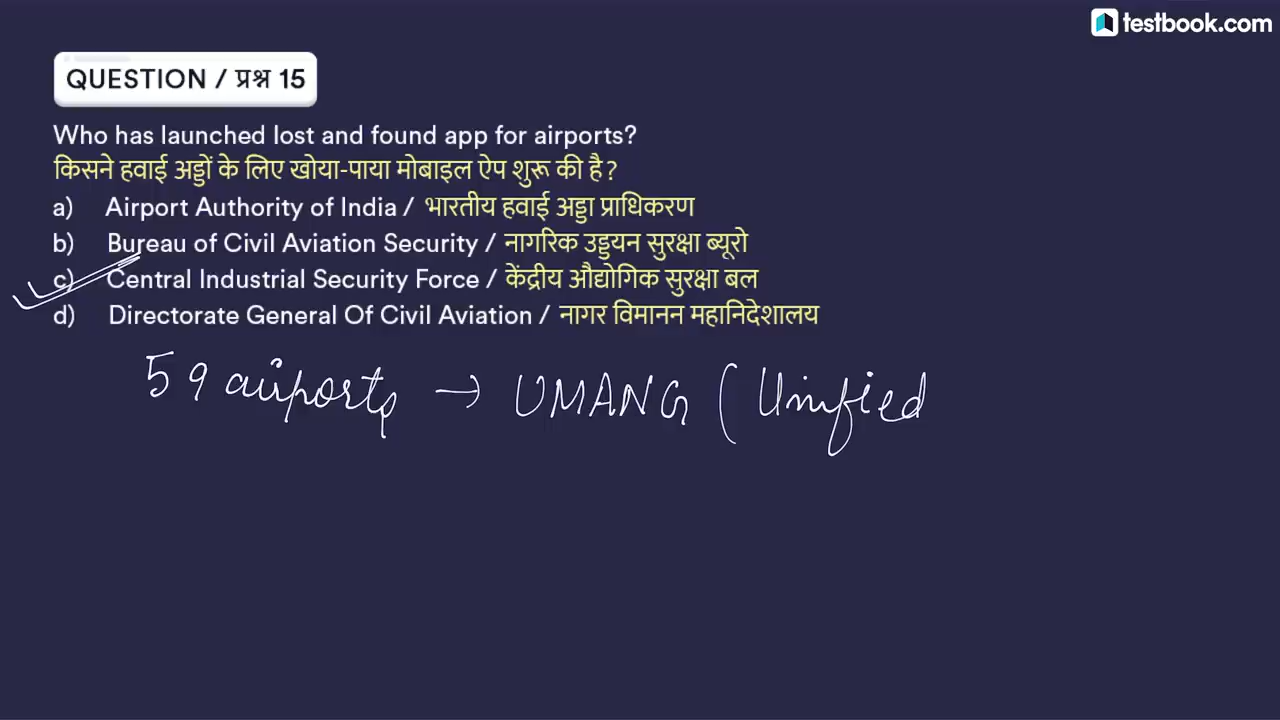 testbook.com
QUESTION / प्रश्न 15
Who has launched lost and found app for airports?
किसने हवाई अड्डों के लिए खोया-पाया मोबाइल ऐप शुरू की है?
a) Airport Authority of India / भारतीय हवाई अड्डा प्राधिकरण
b) Bureau of Civil Aviation Security / नागरिक उड्डयन सुरक्षा ब्यूरो
c) Central Industrial Security Force / केंद्रीय औद्योगिक सुरक्षा बल
d) Directorate General Of Civil Aviation / नागर विमानन महानिदेशालय
59 airports → UMANG (Unified